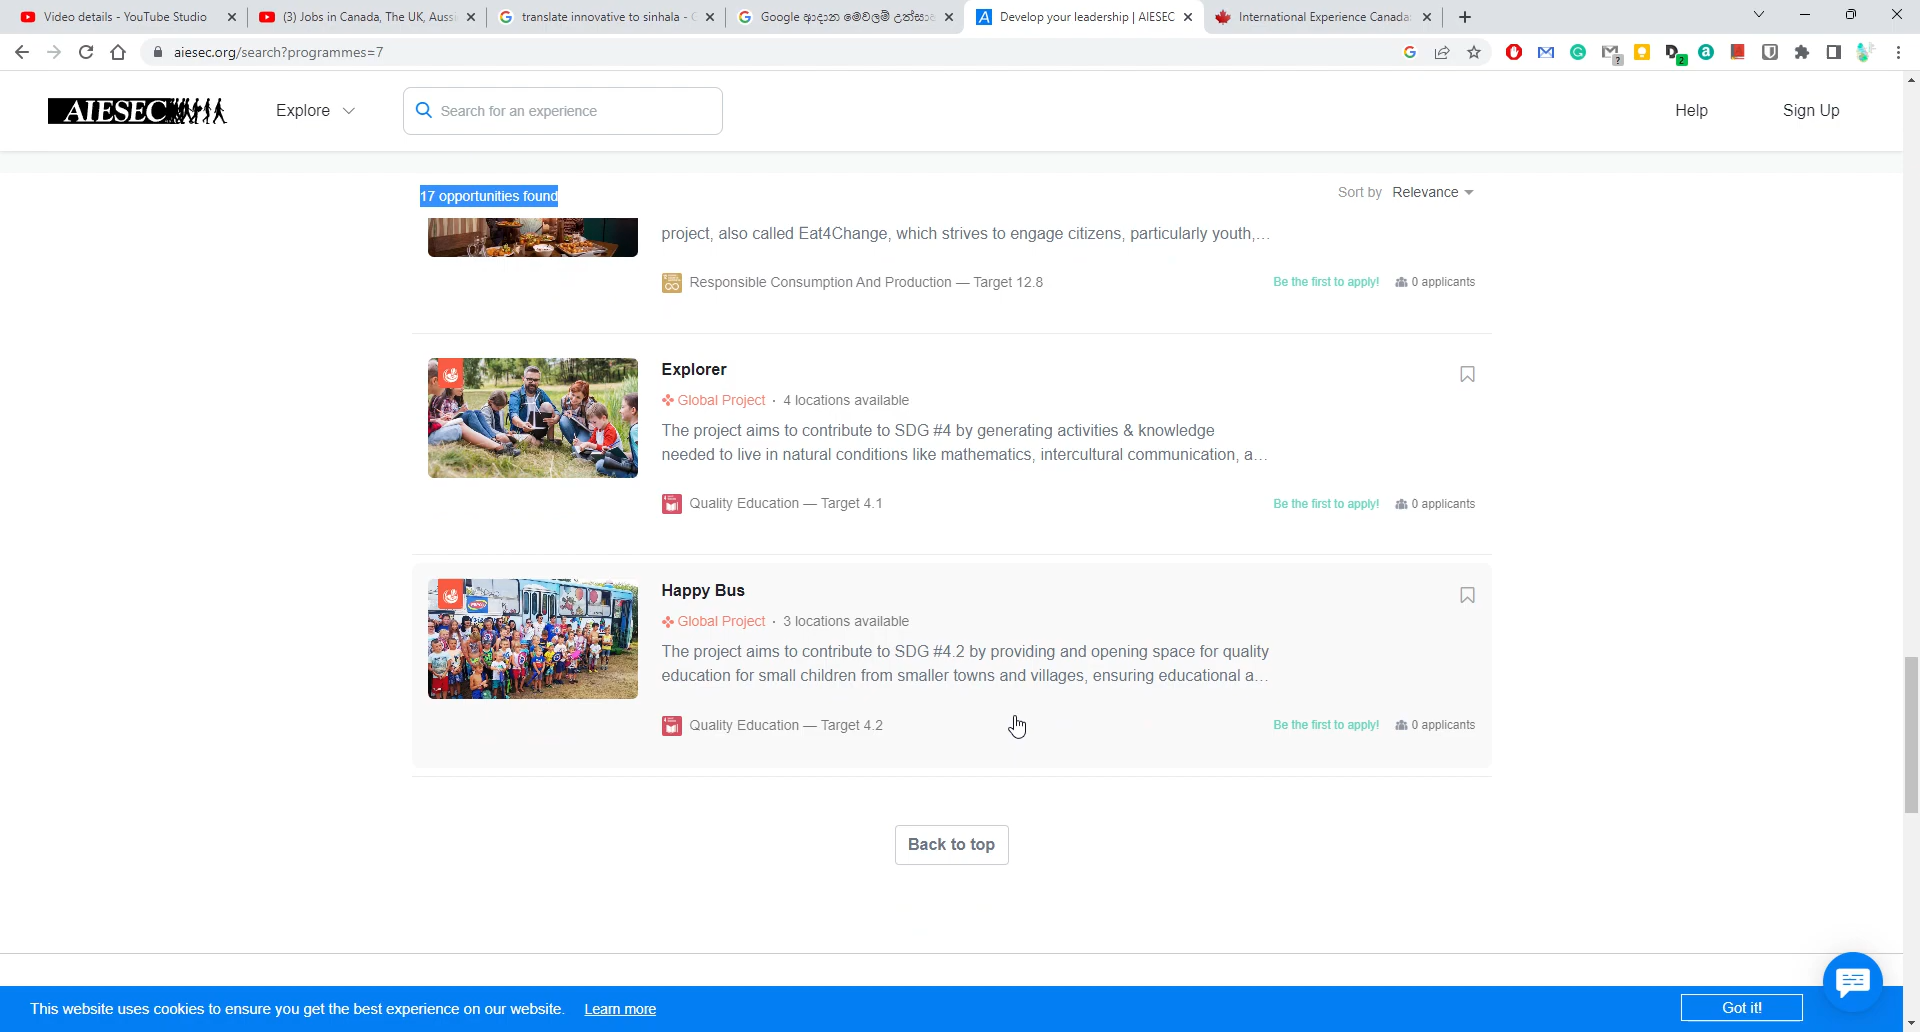 Video details - YouTube Studio
(3) Jobs in Canada, The UK, Aussi
translate innovative to sinhala -
Google ආදාන මෙවලම් උත්සා
Develop your leadership | AIESEC
International Experience Canada
aiesec.org/search?programmes=7
AIESEC
Explore
Search for an experience
Help
Sign Up
17 opportunities found
Sort by Relevance
project, also called Eat4Change, which strives to engage citizens, particularly youth,...
Responsible Consumption And Production — Target 12.8
Be the first to apply! 0 applicants
Explorer
Global Project · 4 locations available
The project aims to contribute to SDG #4 by generating activities & knowledge
needed to live in natural conditions like mathematics, intercultural communication, a...
Quality Education — Target 4.1
Be the first to apply! 0 applicants
Happy Bus
Global Project · 3 locations available
The project aims to contribute to SDG #4.2 by providing and opening space for quality
education for small children from smaller towns and villages, ensuring educational a...
Quality Education — Target 4.2
Be the first to apply! 0 applicants
Back to top
This website uses cookies to ensure you get the best experience on our website. Learn more
Got it!